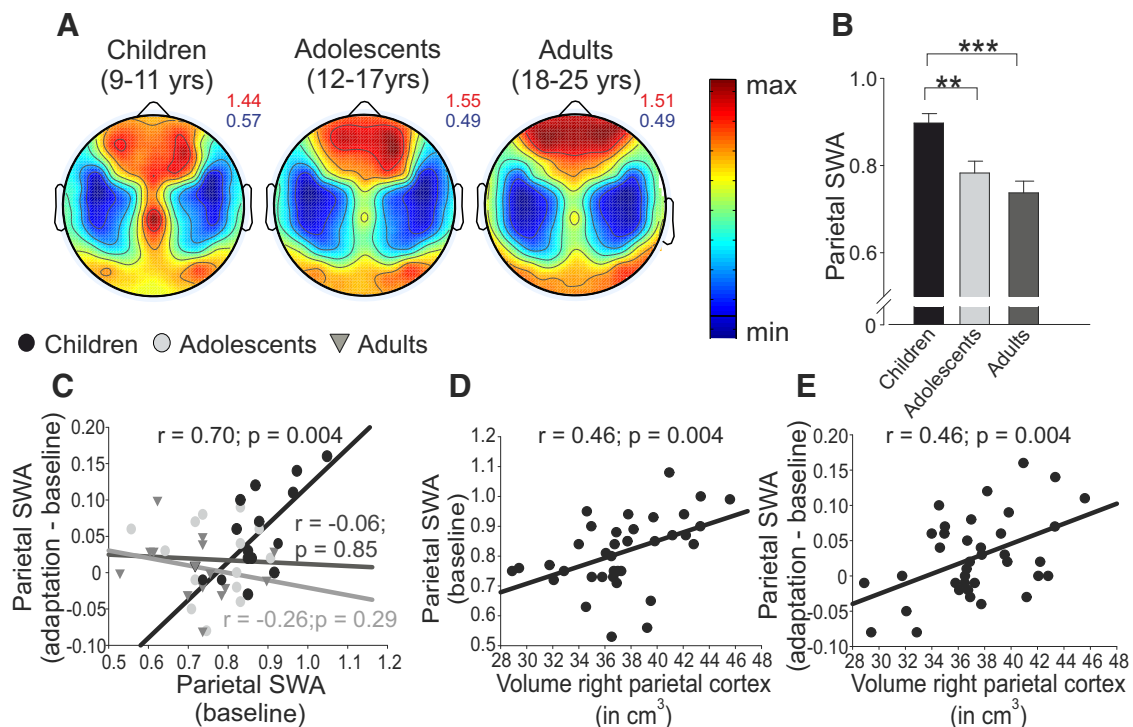 A
Children
(9-11 yrs)
Adolescents
(12-17yrs)
Adults
(18-25 yrs)
1.44
0.57
1.55
0.49
1.51
0.49
max
min
B
***
**
Parietal SWA
1.0
0.8
0.6
0
Children
Adolescents
Adults
Children Adolescents Adults
C
Parietal SWA
(adaptation - baseline)
0.20
0.15
0.10
0.05
0
-0.05
-0.10
r = 0.70; p = 0.004
r = -0.06;
p = 0.85
r = -0.26;p = 0.29
0.5 0.6 0.7 0.8 0.9 1.0 1.1 1.2
Parietal SWA
(baseline)
D
Parietal SWA
(baseline)
r = 0.46; p = 0.004
1.2
1.1
1.0
0.9
0.8
0.7
0.6
0.5
28 30 32 34 36 38 40 42 44 46 48
Volume right parietal cortex
(in cm³)
E
Parietal SWA
(adaptation - baseline)
r = 0.46; p = 0.004
0.20
0.15
0.10
0.05
0
-0.05
-0.10
28 30 32 34 36 38 40 42 44 46 48
Volume right parietal cortex
(in cm³)